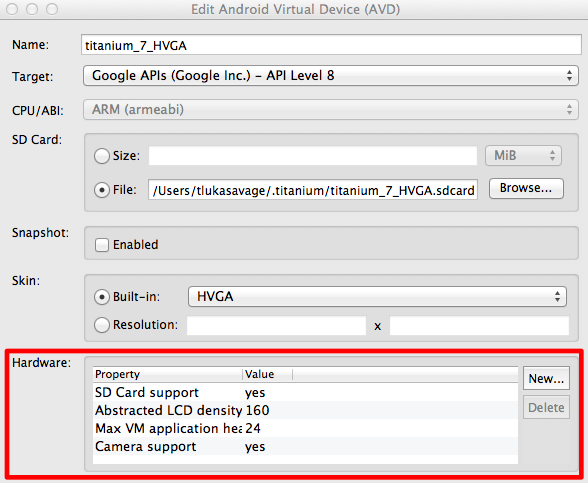 Edit Android Virtual Device (AVD)
Name: titanium_7_HVGA
Target: Google APIs (Google Inc.) – API Level 8
CPU/ABI: ARM (armeabi)
SD Card:
Size: MiB
File: /Users/tlukasavage/.titanium/titanium_7_HVGA.sdcard Browse...
Snapshot:
Enabled
Skin:
Built-in: HVGA
Resolution: x
Hardware:
Property Value New...
SD Card support yes
Abstracted LCD density 160 Delete
Max VM application hea 24
Camera support yes